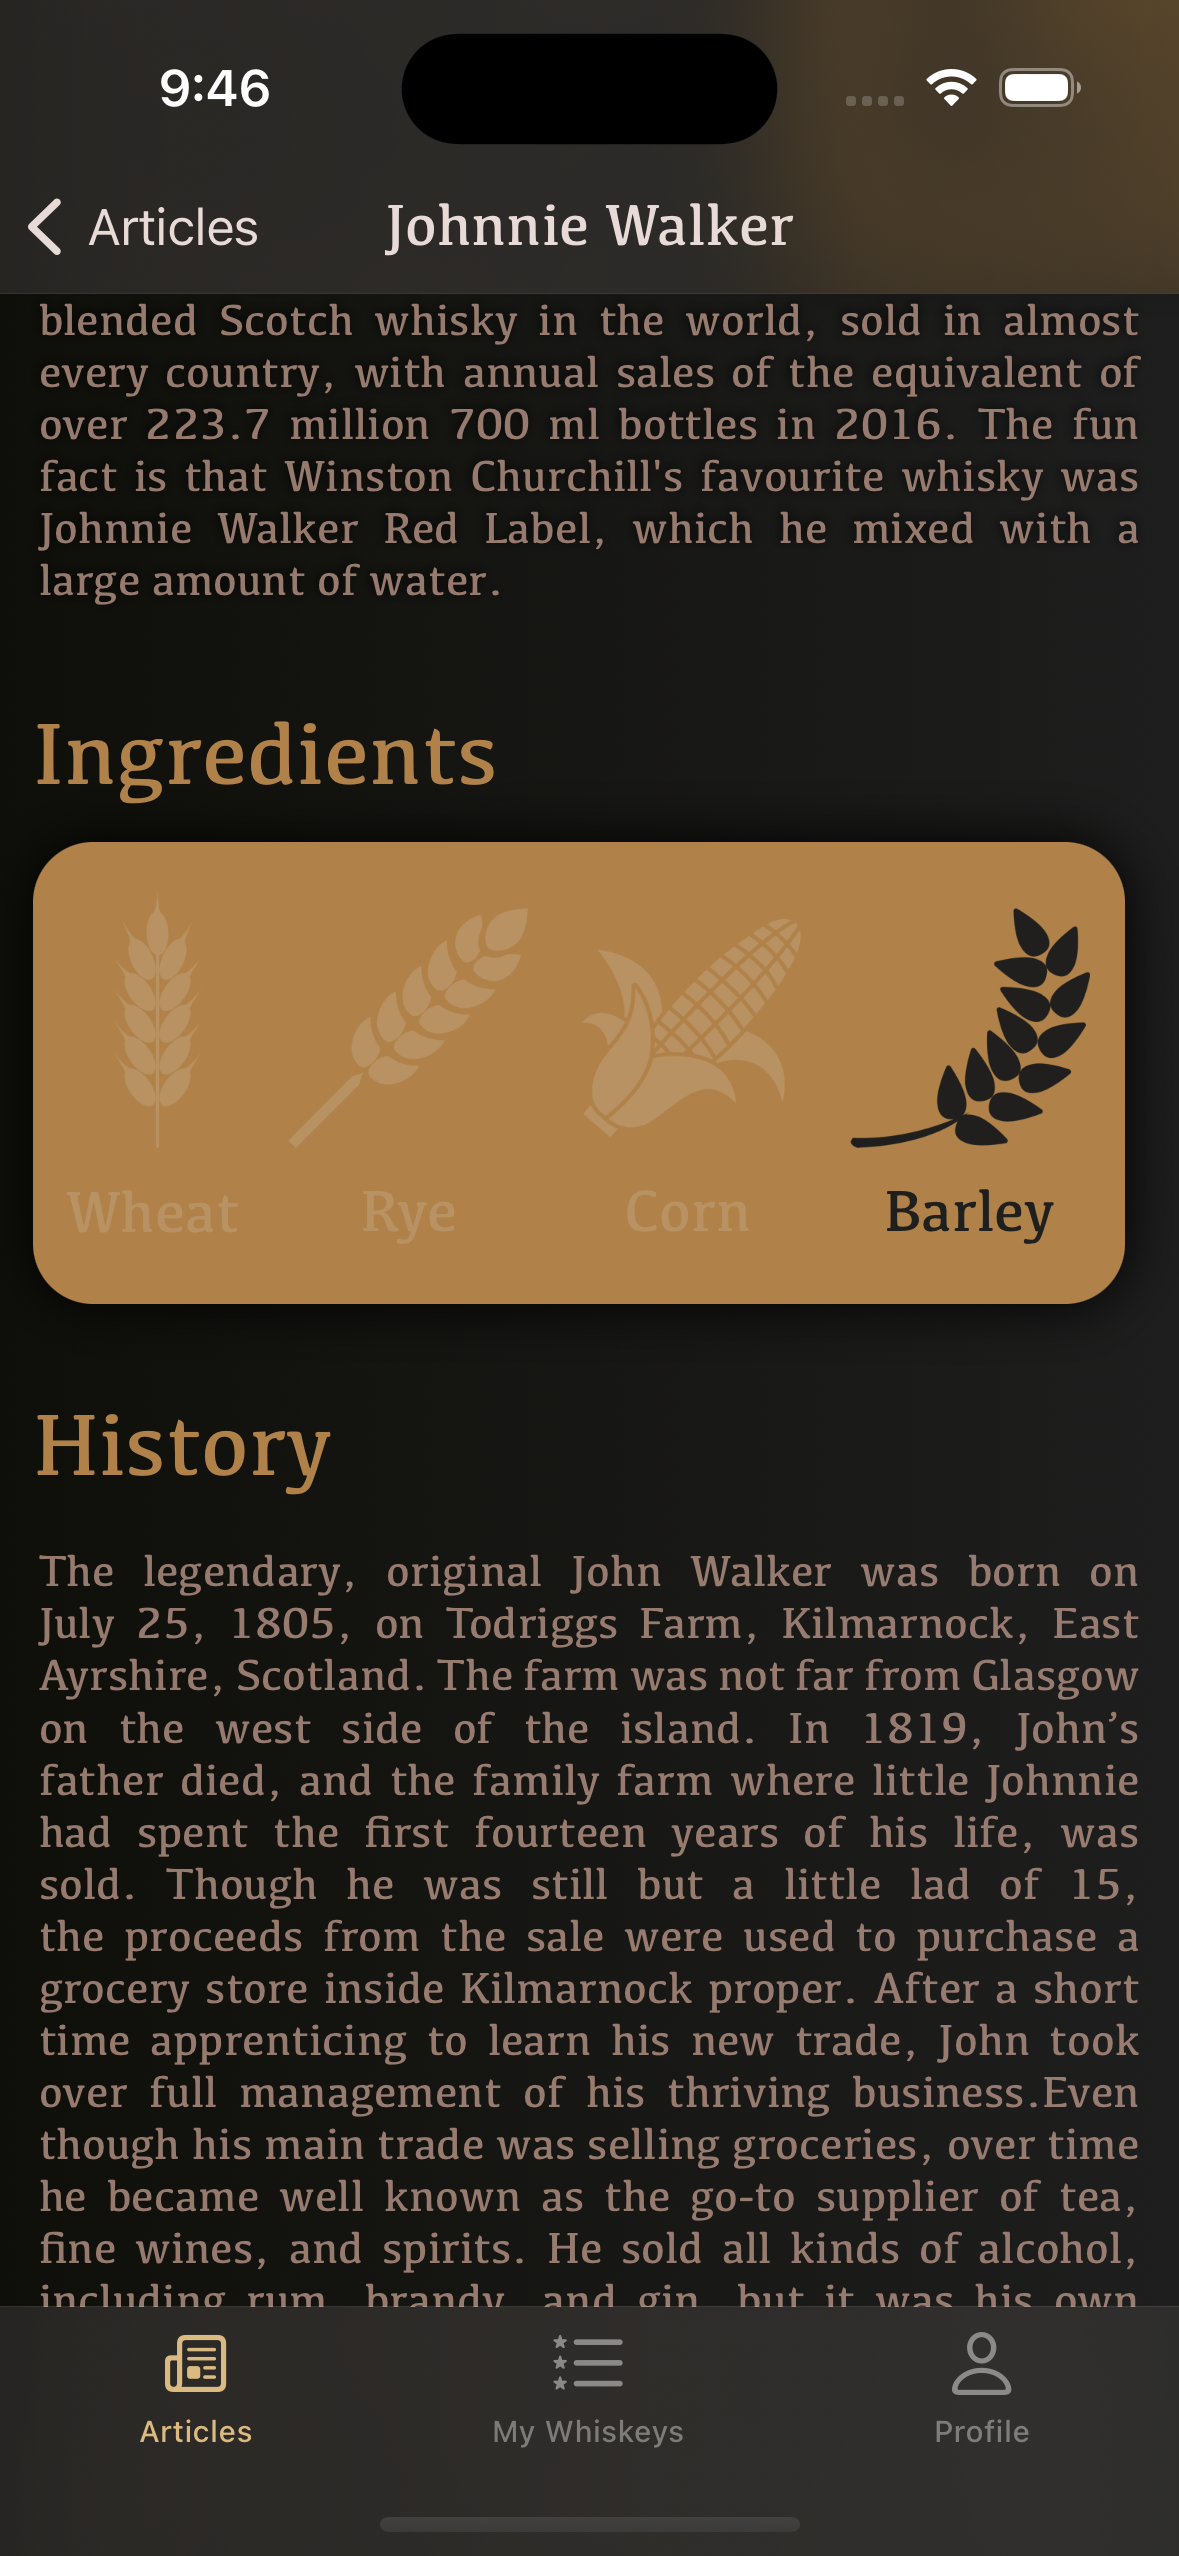 9:46
Articles
Johnnie Walker
blended Scotch whisky in the world, sold in almost
every country, with annual sales of the equivalent of
over 223.7 million 700 ml bottles in 2016. The fun
fact is that Winston Churchill's favourite whisky was
Johnnie Walker Red Label, which he mixed with a
large amount of water.
Ingredients
Wheat Rye Corn Barley
History
The legendary, original John Walker was born on
July 25, 1805, on Todriggs Farm, Kilmarnock, East
Ayrshire, Scotland. The farm was not far from Glasgow
on the west side of the island. In 1819, John’s
father died, and the family farm where little Johnnie
had spent the first fourteen years of his life, was
sold. Though he was still but a little lad of 15,
the proceeds from the sale were used to purchase a
grocery store inside Kilmarnock proper. After a short
time apprenticing to learn his new trade, John took
over full management of his thriving business.Even
though his main trade was selling groceries, over time
he became well known as the go-to supplier of tea,
fine wines, and spirits. He sold all kinds of alcohol,
including rum, brandy, and gin, but it was his own
Articles My Whiskeys Profile